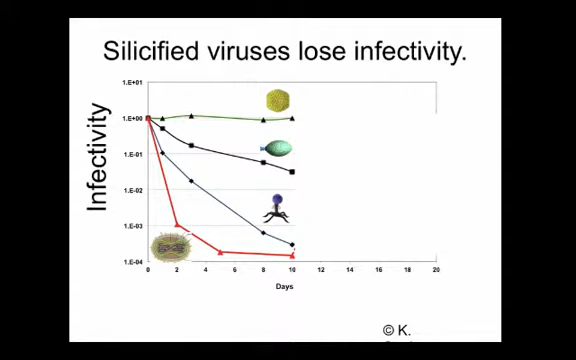 Silicified viruses lose infectivity.
Infectivity
1.E+01
1.E+00
1.E-01
1.E-02
1.E-03
1.E-04
0 2 4 6 8 10 12 14 16 18 20
Days
© K.